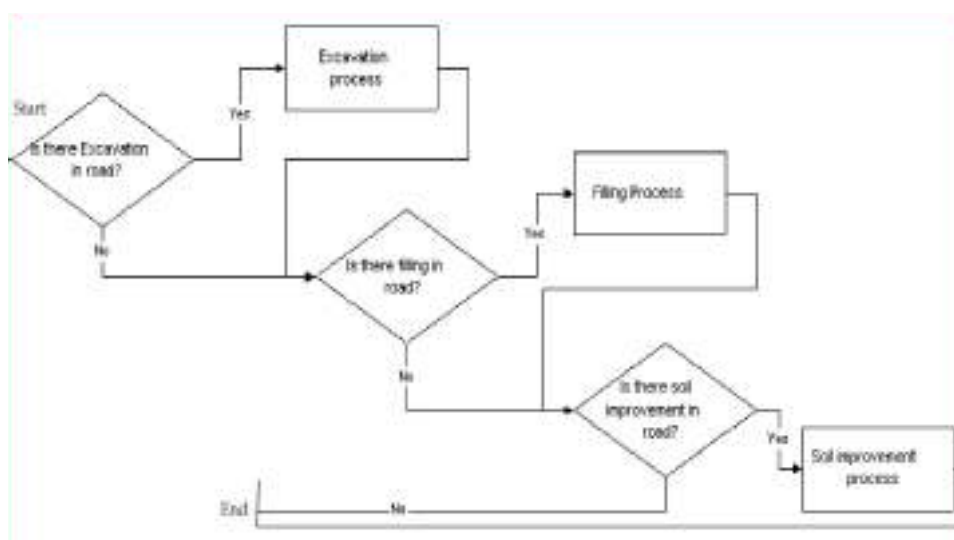 Excavation
process
Start
Yes
Is there Excavation
in road?
No
Filling Process
Yes
Is there filling in
road?
No
Is there soil
improvement in
road?
Yes
Soil improvement
process
End
No